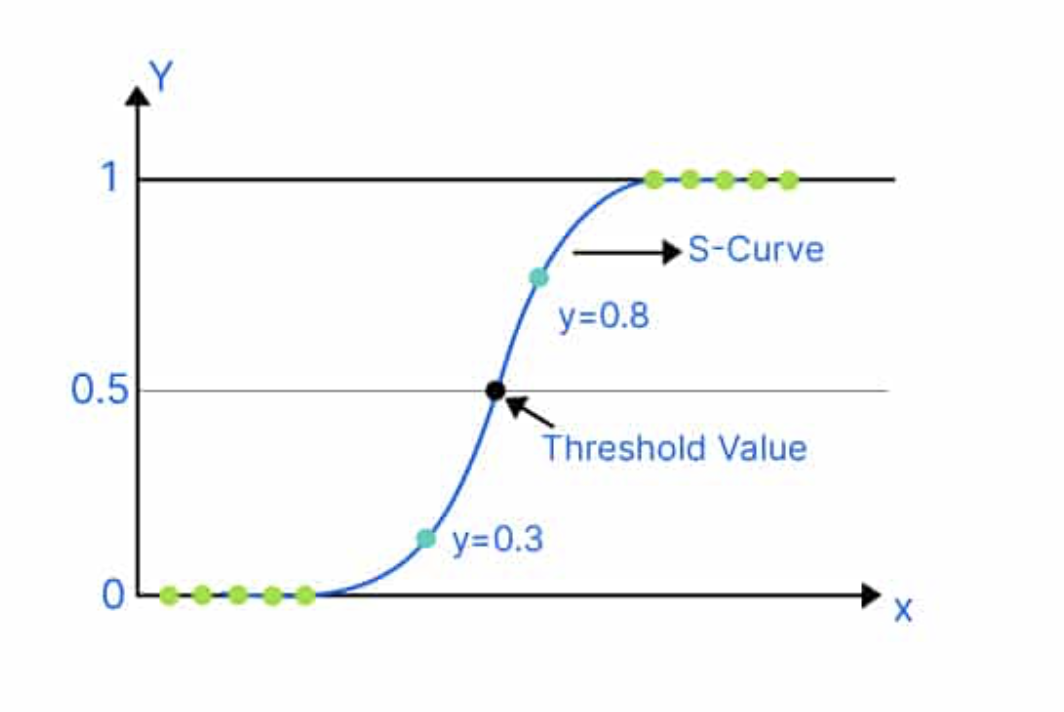 Y
1
S-Curve
y=0.8
0.5
Threshold Value
y=0.3
0
x